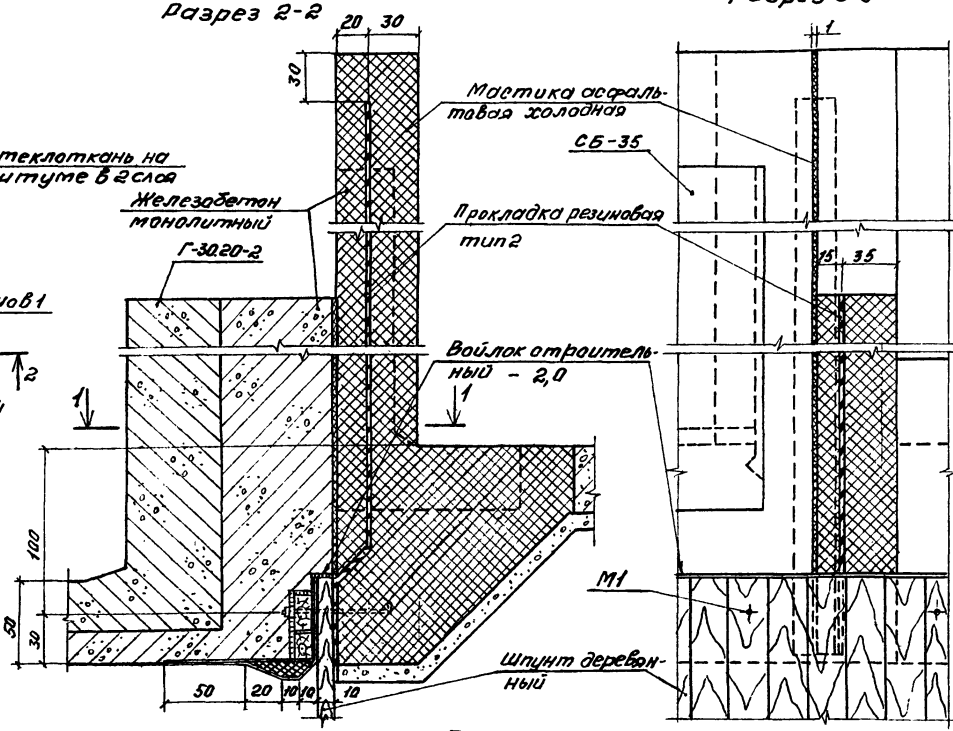 Разрез 2-2
20 30
1
30
Мастика асфаль-
товая холодная
СБ-35
теклоткань на
итуме в 2 слоя
Железобетон
монолитный
Прокладка резиновая
тип 2
Г-30.20-2
15 35
нов 1
Войлок строитель-
ный - 2,0
2
1
1
100
50
30
М1
Шпунт деревян-
ный
50 20 10 10 10